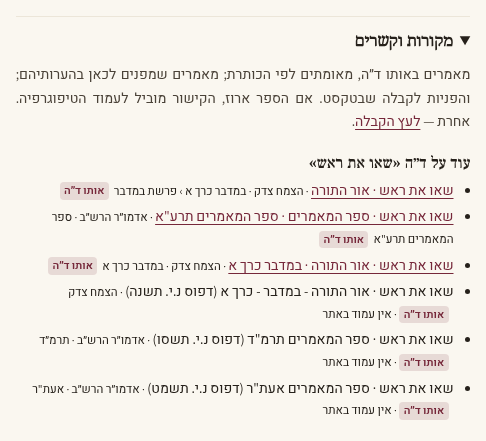 ▼ מקורות וקשרים
מאמרים באותו ד״ה, מאומתים לפי הכותרת; מאמרים שמפנים לכאן בהערותיהם;
והפניות לקבלה שבטקסט. אם הספר ארוז, הקישור מוביל לעמוד הטיפוגרפיה.
אחרת — לעץ הקבלה.
עוד על ד״ה «שאו את ראש»
• שאו את ראש · אור התורה · הצמח צדק · במדבר כרך א › פרשת במדבר אותו ד״ה
• שאו את ראש · ספר המאמרים · ספר המאמרים תרע"א · אדמו״ר הרש״ב · ספר
המאמרים תרע"א אותו ד״ה
• שאו את ראש · אור התורה · במדבר כרך א · הצמח צדק · במדבר כרך א אותו ד״ה
• שאו את ראש · אור התורה - במדבר - כרך א (דפוס נ.י. תשנה) · הצמח צדק
אותו ד״ה · אין עמוד באתר
• שאו את ראש · ספר המאמרים תרמ"ד (דפוס נ.י. תשסו) · אדמו״ר הרש״ב · תרמ״ד
אותו ד״ה · אין עמוד באתר
• שאו את ראש · ספר המאמרים אעת"ר (דפוס נ.י. תשמט) · אדמו״ר הרש״ב · אעת"ר
אותו ד״ה · אין עמוד באתר